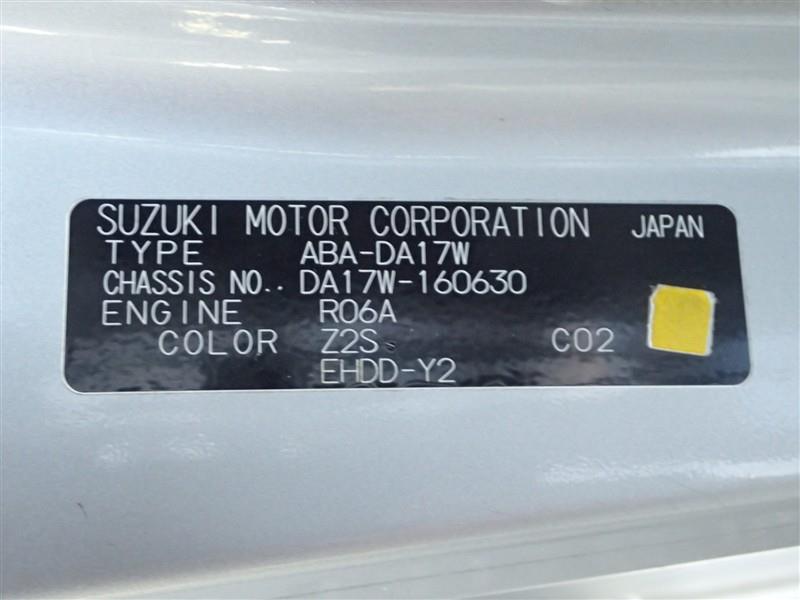 SUZUKI MOTOR CORPORATION JAPAN
TYPE ABA-DA17W
CHASSIS NO.. DA17W-160630
ENGINE R06A
COLOR Z2S C02
EHDD-Y2